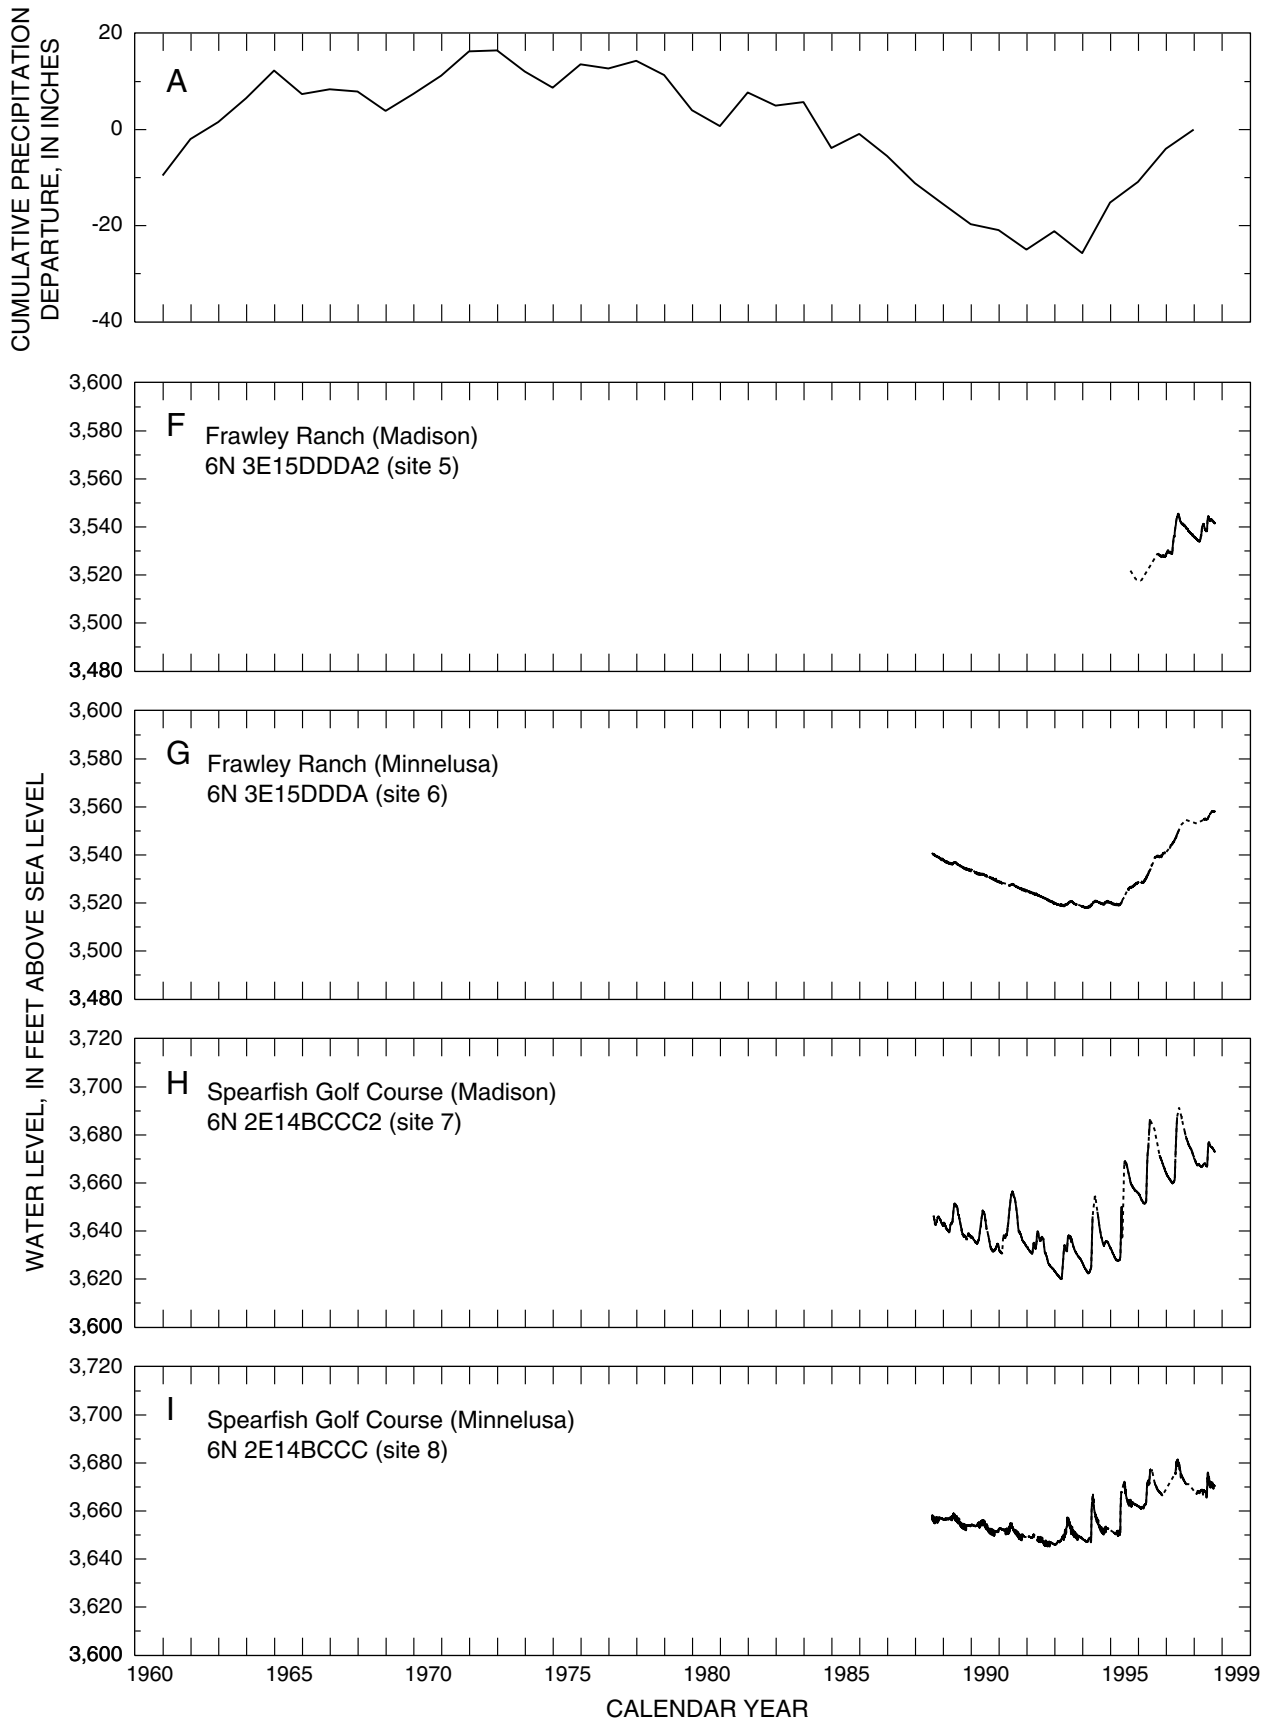 CUMULATIVE PRECIPITATION
DEPARTURE, IN INCHES
20
0
-20
-40
A
WATER LEVEL, IN FEET ABOVE SEA LEVEL
3,600
3,580
3,560
3,540
3,520
3,500
3,480
F
Frawley Ranch (Madison)
6N 3E15DDDA2 (site 5)
3,600
3,580
3,560
3,540
3,520
3,500
3,480
G
Frawley Ranch (Minnelusa)
6N 3E15DDDA (site 6)
3,720
3,700
3,680
3,660
3,640
3,620
3,600
H
Spearfish Golf Course (Madison)
6N 2E14BCCC2 (site 7)
3,720
3,700
3,680
3,660
3,640
3,620
3,600
I
Spearfish Golf Course (Minnelusa)
6N 2E14BCCC (site 8)
1960 1965 1970 1975 1980 1985 1990 1995 1999
CALENDAR YEAR